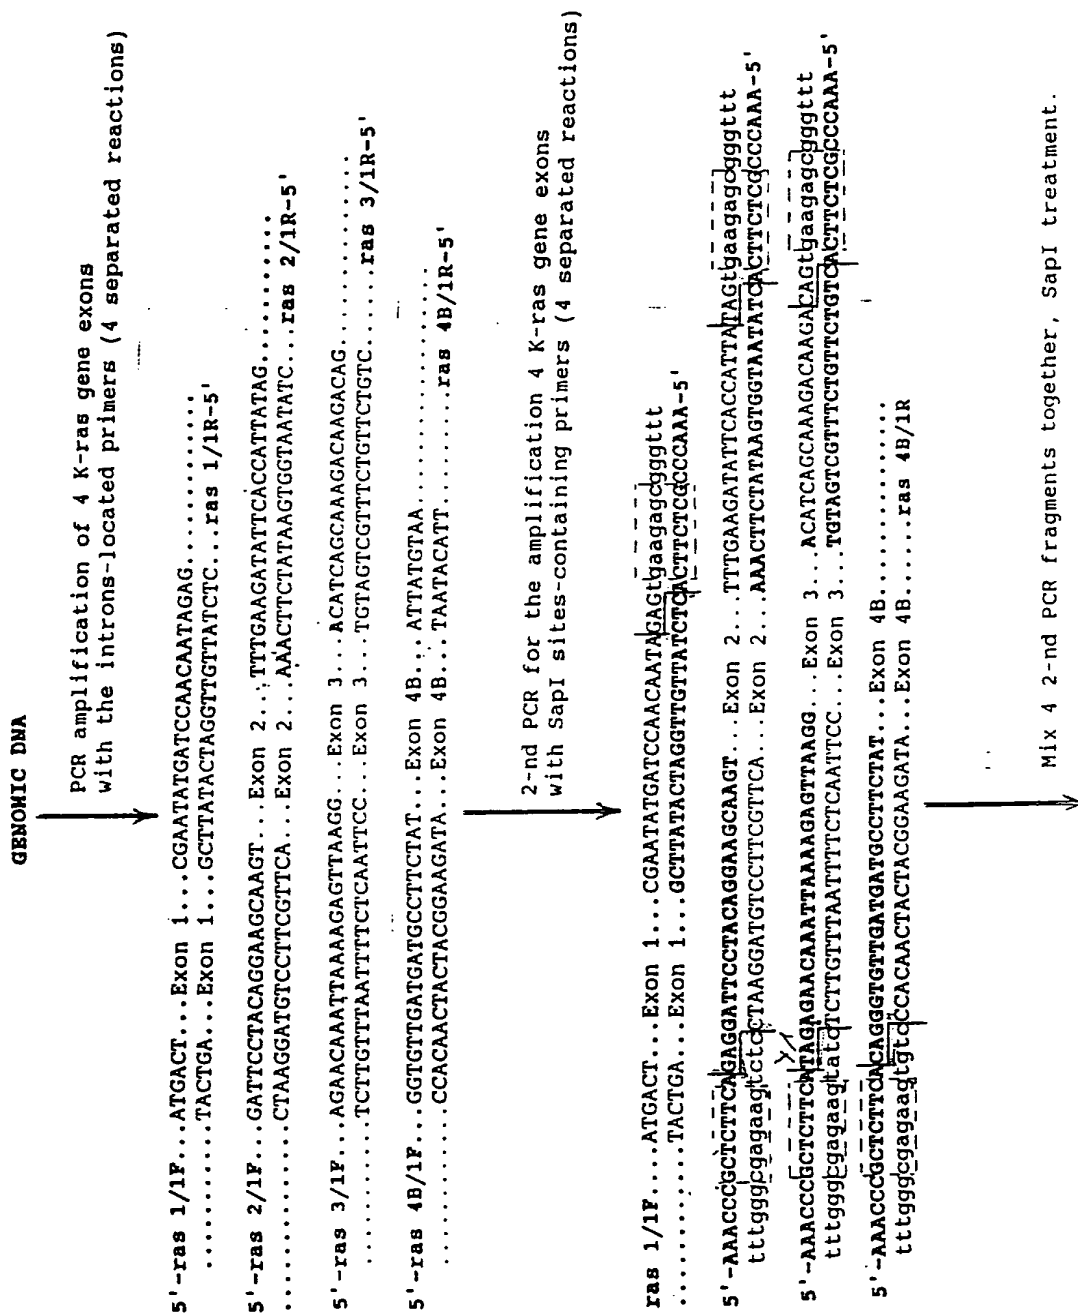 GENOMIC DNA
PCR amplification of 4 K-ras gene exons
with the introns-located primers (4 separated reactions)
5'-ras 1/1F...ATGACT...Exon 1...CGAATATGATCCAACAATAGAG..............
..........TACTGA...Exon 1...GCTTATACTAGGTTGTTATCTC...ras 1/1R-5'
5'-ras 2/1F...GATTCCTACAGGAAGCAAGT...Exon 2...TTTGAAGATATTCACCATTATAG.............
.............CTAAGGATGTCCTTCGTTCA...Exon 2...AAACTTCTATAAGTGGTAATATC...ras 2/1R-5'
5'-ras 3/1F...AGAACAAATTAAAAGAGTTAAGG...Exon 3...ACATCAGCAAAGACAAGACAG................
..........TCTTGTTTAATTTTCTCAATTCC...Exon 3...TGTAGTCGTTTCTGTTCTGTC......ras 3/1R-5'
5'-ras 4B/1F...GGTGTTGATGATGCCTTCTAT...Exon 4B...ATTATGTAA..................
............CCACAACTACTACGGAAGATA...Exon 4B...TAATACATT.......ras 4B/1R-5'
2-nd PCR for the amplification 4 K-ras gene exons
with SapI sites-containing primers (4 separated reactions)
ras 1/1F....ATGACT...Exon 1...CGAATATGATCCAACAATAGAGTgaagagcgggttt
...........TACTGA...Exon 1...GCTTATACTAGGTTGTTATCTCACTTCTCGCCCAAA-5'
5'-AAACCCGCTCTTCAGAGGATTCCTACAGGAAGCAAGT...Exon 2...TTTGAAGATATTCACCATTATAGTgaagagcgggttt
tttgggcgagaagtctcCTAAGGATGTCCTTCGTTCA...Exon 2...AAACTTCTATAAGTGGTAATATCACTTCTCGCCCAAA-5'
5'-AAACCCGCTCTTCATAGAGAACAAATTAAAAGAGTTAAGG...Exon 3...ACATCAGCAAAGACAAGACAGTgaagagcgggttt
tttgggcgagaagtatcTCTTGTTTAATTTTCTCAATTCC...Exon 3...TGTAGTCGTTTCTGTTCTGTCACTTCTCGCCCAAA-5'
5'-AAACCCGCTCTTCACAGGGTGTTGATGATGCCTTCTAT...Exon 4B.............
tttgggcgagaagtgtcCCACAACTACTACGGAAGATA...Exon 4B......ras 4B/1R
Mix 4 2-nd PCR fragments together, SapI treatment.